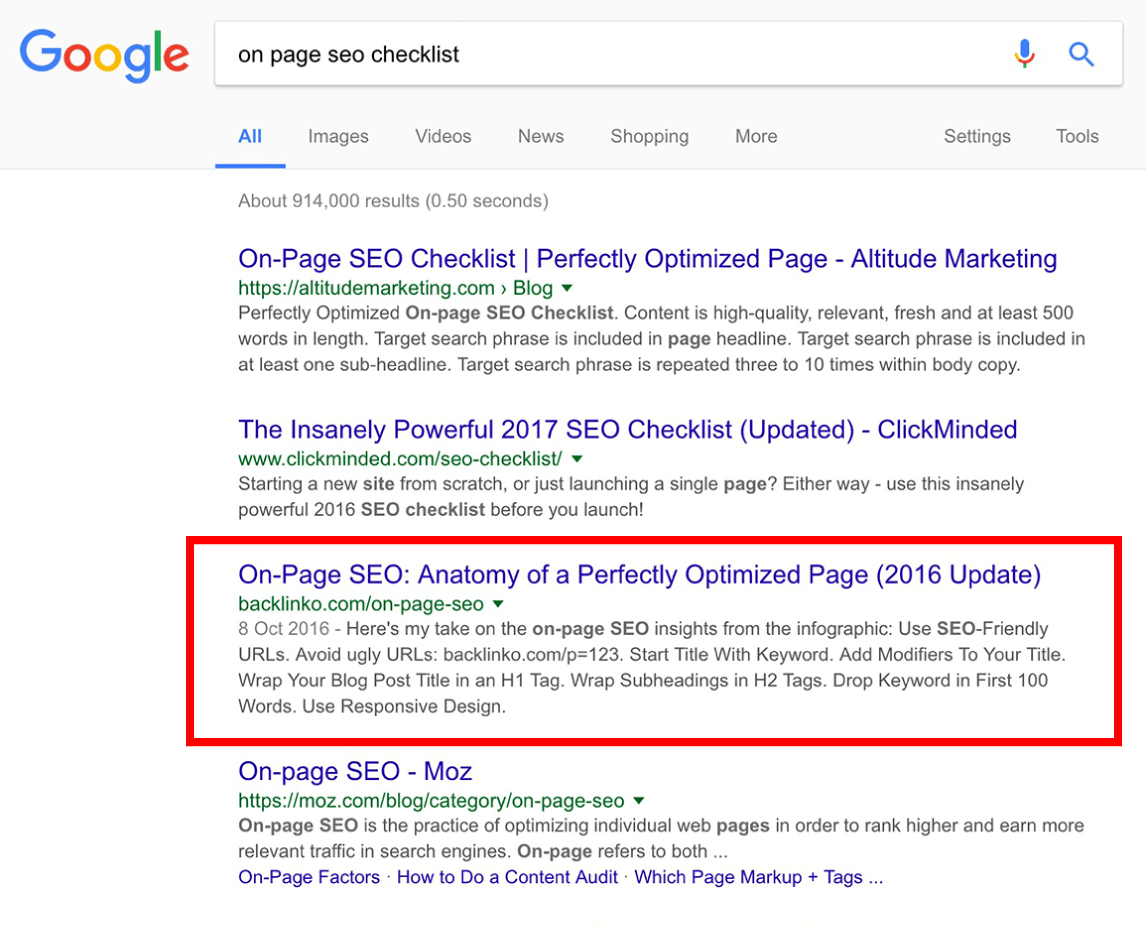 Google
on page seo checklist
All Images Videos News Shopping More Settings Tools
About 914,000 results (0.50 seconds)
On-Page SEO Checklist | Perfectly Optimized Page - Altitude Marketing
https://altitudemarketing.com › Blog
Perfectly Optimized On-page SEO Checklist. Content is high-quality, relevant, fresh and at least 500
words in length. Target search phrase is included in page headline. Target search phrase is included in
at least one sub-headline. Target search phrase is repeated three to 10 times within body copy.
The Insanely Powerful 2017 SEO Checklist (Updated) - ClickMinded
www.clickminded.com/seo-checklist/
Starting a new site from scratch, or just launching a single page? Either way - use this insanely
powerful 2016 SEO checklist before you launch!
On-Page SEO: Anatomy of a Perfectly Optimized Page (2016 Update)
backlinko.com/on-page-seo
8 Oct 2016 - Here's my take on the on-page SEO insights from the infographic: Use SEO-Friendly
URLs. Avoid ugly URLs: backlinko.com/p=123. Start Title With Keyword. Add Modifiers To Your Title.
Wrap Your Blog Post Title in an H1 Tag. Wrap Subheadings in H2 Tags. Drop Keyword in First 100
Words. Use Responsive Design.
On-page SEO - Moz
https://moz.com/blog/category/on-page-seo
On-page SEO is the practice of optimizing individual web pages in order to rank higher and earn more
relevant traffic in search engines. On-page refers to both ...
On-Page Factors · How to Do a Content Audit · Which Page Markup + Tags ...